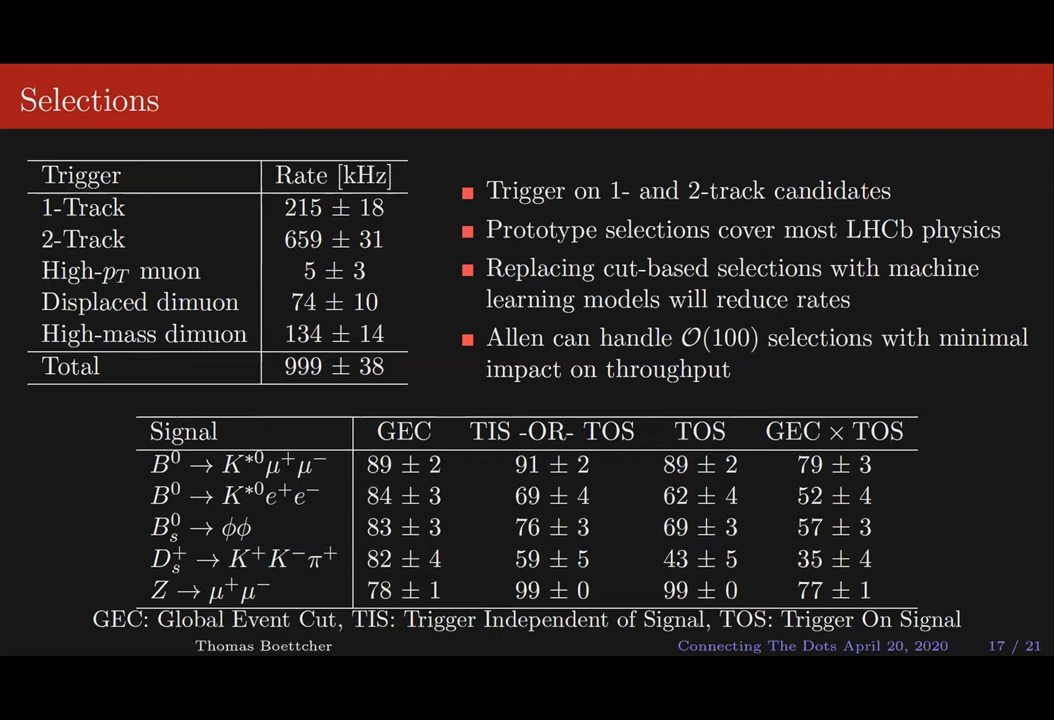 Selections
Trigger Rate [kHz]
1-Track 215 ± 18
2-Track 659 ± 31
High-p_T muon 5 ± 3
Displaced dimuon 74 ± 10
High-mass dimuon 134 ± 14
Total 999 ± 38
Trigger on 1- and 2-track candidates
Prototype selections cover most LHCb physics
Replacing cut-based selections with machine
learning models will reduce rates
Allen can handle 𝒪(100) selections with minimal
impact on throughput
Signal GEC TIS -OR- TOS TOS GEC × TOS
B⁰ → K*⁰μ⁺μ⁻ 89 ± 2 91 ± 2 89 ± 2 79 ± 3
B⁰ → K*⁰e⁺e⁻ 84 ± 3 69 ± 4 62 ± 4 52 ± 4
B_s⁰ → ϕϕ 83 ± 3 76 ± 3 69 ± 3 57 ± 3
D_s⁺ → K⁺K⁻π⁺ 82 ± 4 59 ± 5 43 ± 5 35 ± 4
Z → μ⁺μ⁻ 78 ± 1 99 ± 0 99 ± 0 77 ± 1
GEC: Global Event Cut, TIS: Trigger Independent of Signal, TOS: Trigger On Signal
Thomas Boettcher Connecting The Dots April 20, 2020 17 / 21